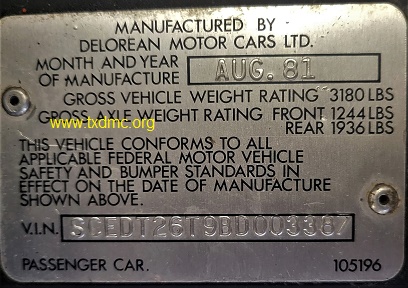 MANUFACTURED BY
DELOREAN MOTOR CARS LTD.
MONTH AND YEAR
OF MANUFACTURE AUG. 81
GROSS VEHICLE WEIGHT RATING 3180 LBS
www.txdmc.org
GROSS AXLE WEIGHT RATING FRONT 1244 LBS
REAR 1936 LBS
THIS VEHICLE CONFORMS TO ALL
APPLICABLE FEDERAL MOTOR VEHICLE
SAFETY AND BUMPER STANDARDS IN
EFFECT ON THE DATE OF MANUFACTURE
SHOWN ABOVE.
V.I.N. SCEDT26T9BD003387
PASSENGER CAR. 105196